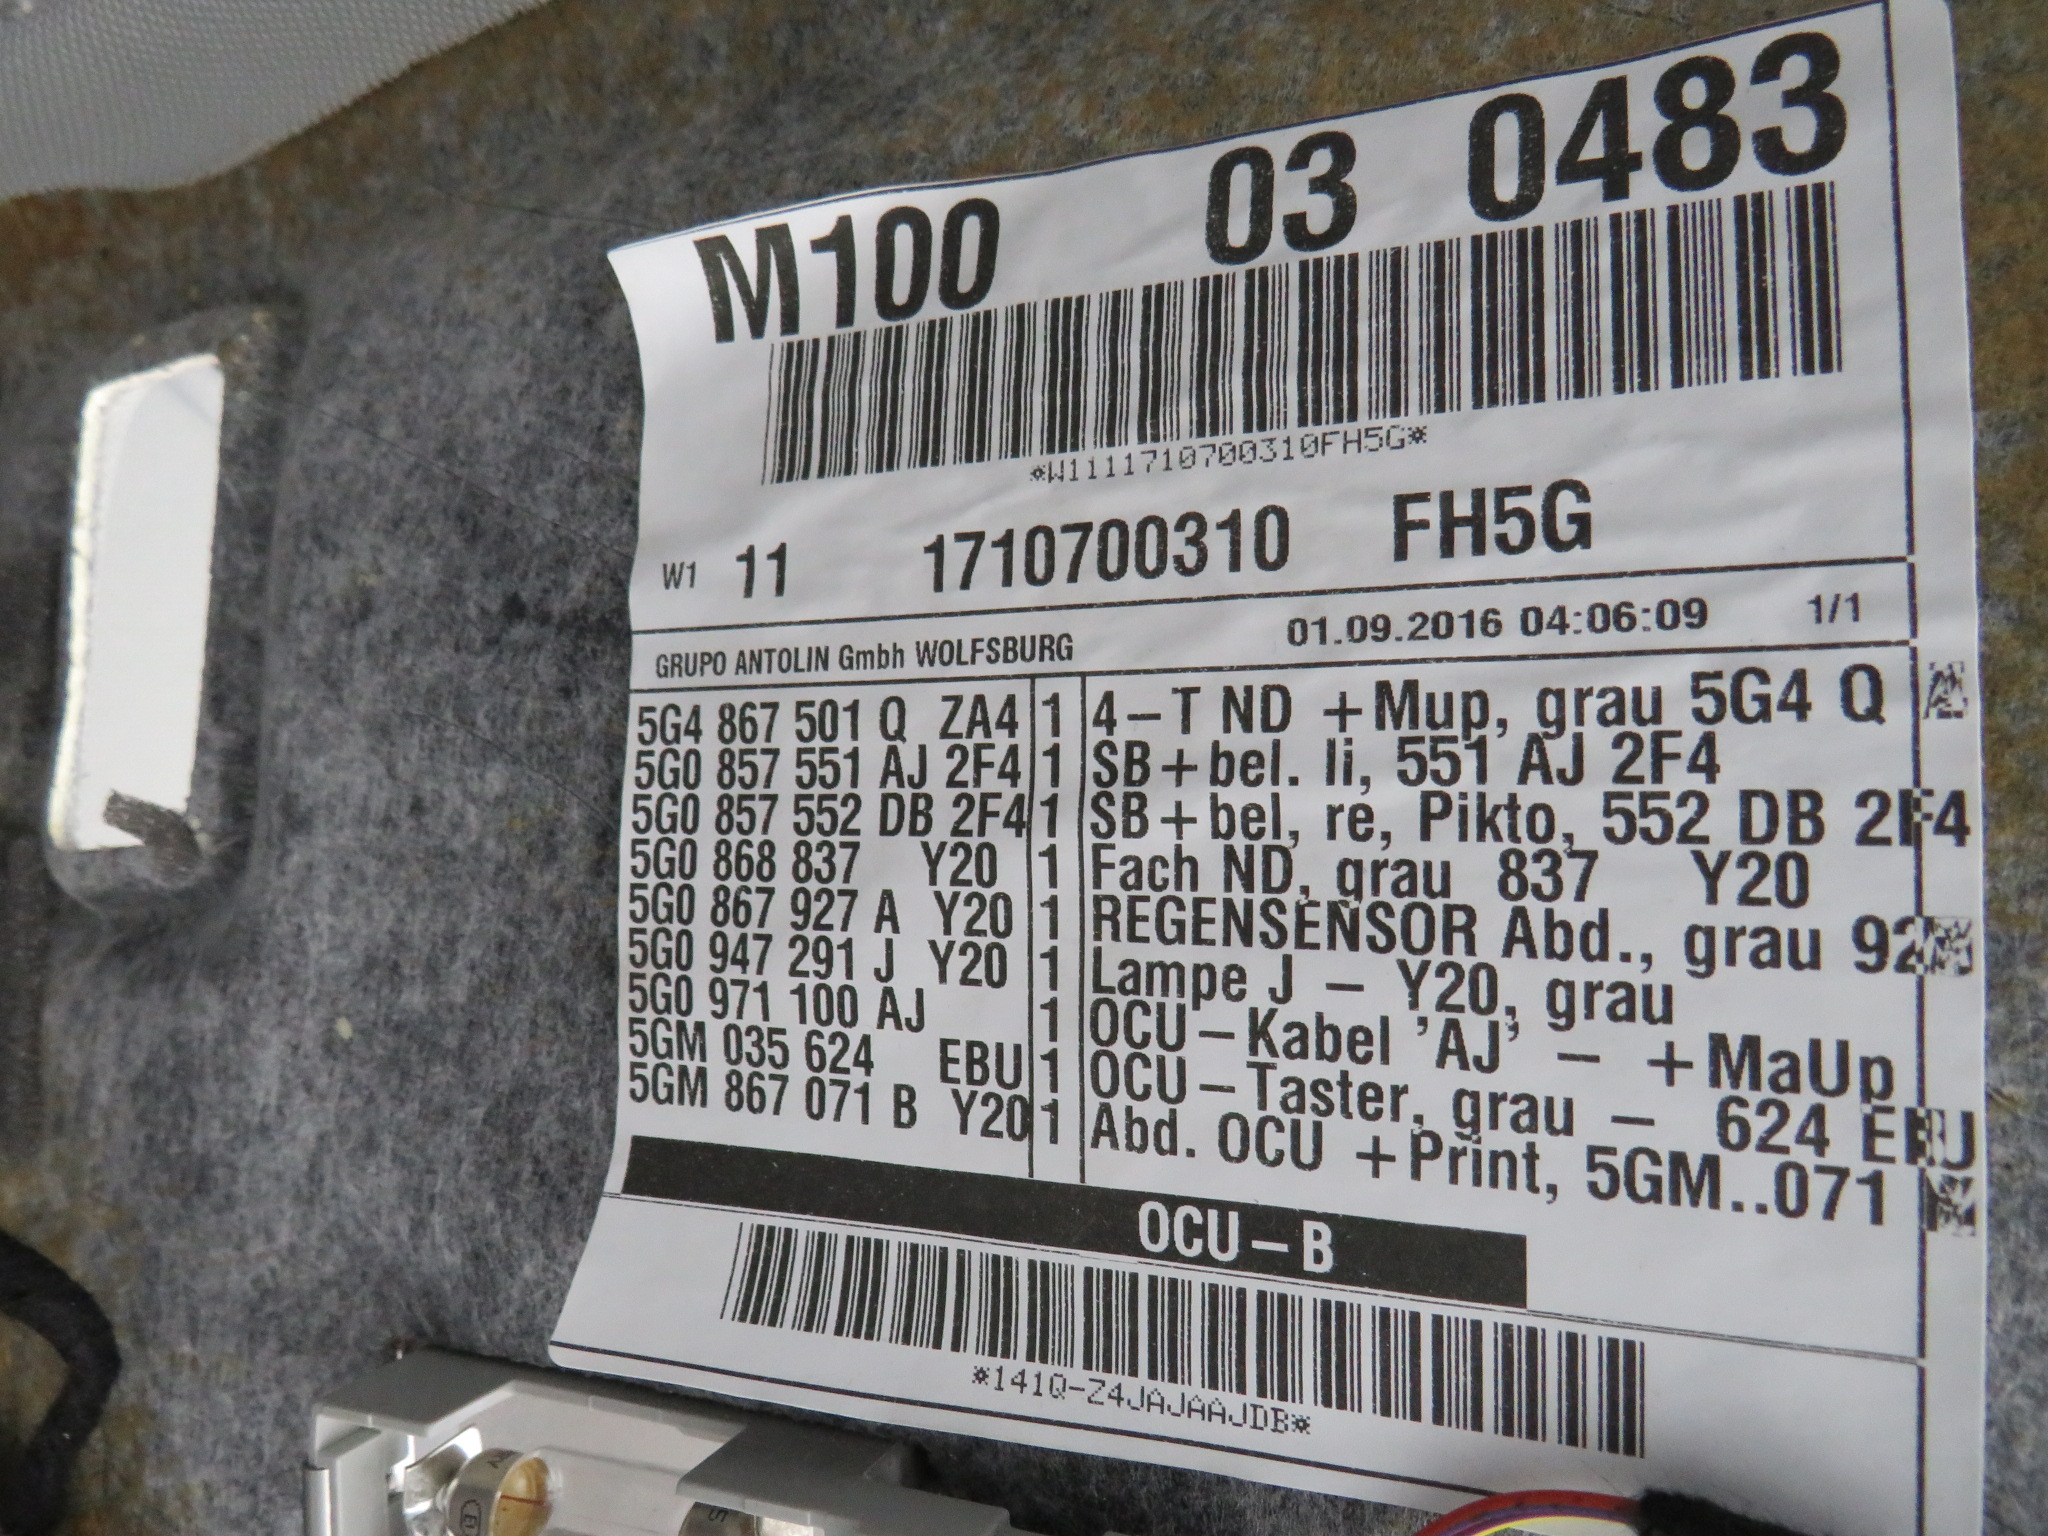 M100 03 0483
*W1111710700310FH5G*
W1 11 1710700310 FH5G
01.09.2016 04:06:09 1/1
GRUPO ANTOLIN Gmbh WOLFSBURG
5G4 867 501 Q ZA4 1 4-T ND +Mup, grau 5G4 Q
5G0 857 551 AJ 2F4 1 SB+bel. li, 551 AJ 2F4
5G0 857 552 DB 2F4 1 SB+bel, re, Pikto, 552 DB 2F4
5G0 868 837 Y20 1 Fach ND, grau 837 Y20
5G0 867 927 A Y20 1 REGENSENSOR Abd., grau 92
5G0 947 291 J Y20 1 Lampe J - Y20, grau
5G0 971 100 AJ 1 OCU-Kabel 'AJ' - +MaUp
5GM 035 624 EBU 1 OCU-Taster, grau - 624 EBU
5GM 867 071 B Y20 1 Abd. OCU +Print, 5GM..071
OCU-B
*141Q-Z4JAJAAJDB*